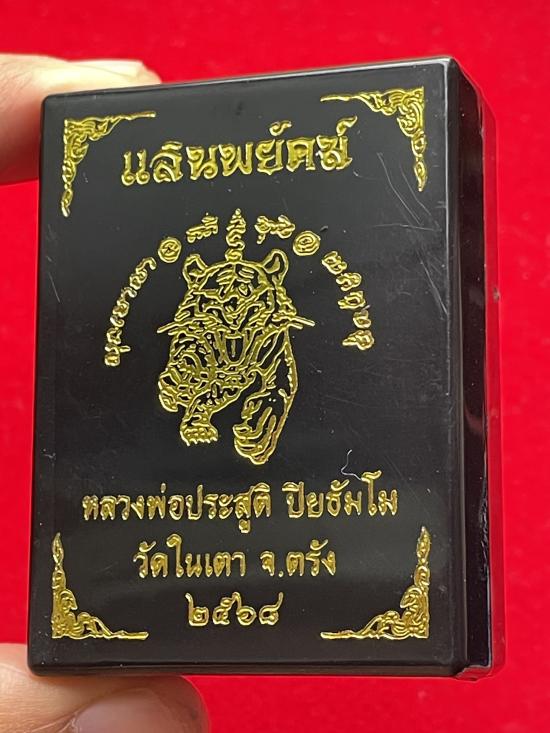 แสนพยัคฆ์
หลวงพ่อประสูติ ปิยธัมโม
วัดในเตา จ.ตรัง
๒๕๖๘